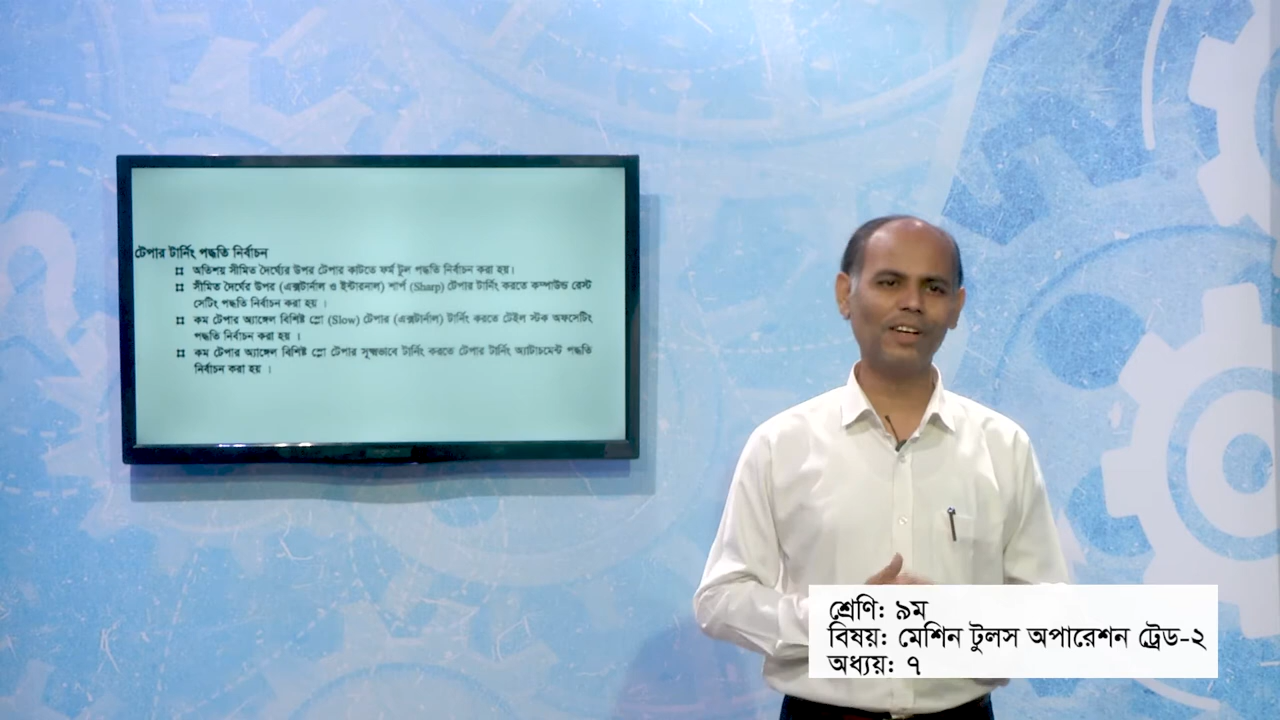 টেপার টার্নিং পদ্ধতি নির্বাচন
অতিশয় সীমিত দৈর্ঘ্যের উপর টেপার কাটতে ফর্ম টুল পদ্ধতি নির্বাচন করা হয়।
সীমিত দৈর্ঘের উপর (এক্সটার্নাল ও ইন্টারনাল) শার্প (Sharp) টেপার টার্নিং করতে কম্পাউন্ড রেস্ট
সেটিং পদ্ধতি নির্বাচন করা হয় ।
কম টেপার অ্যাঙ্গেল বিশিষ্ট স্লো (Slow) টেপার (এক্সটার্নাল) টার্নিং করতে টেইল স্টক অফসেটিং
পদ্ধতি নির্বাচন করা হয় ।
কম টেপার অ্যাঙ্গেল বিশিষ্ট স্লো টেপার সূক্ষ্মভাবে টার্নিং করতে টেপার টার্নিং অ্যাটাচমেন্ট পদ্ধতি
নির্বাচন করা হয় ।
শ্রেণি: ৯ম
বিষয়: মেশিন টুলস অপারেশন ট্রেড-২
অধ্যয়: ৭